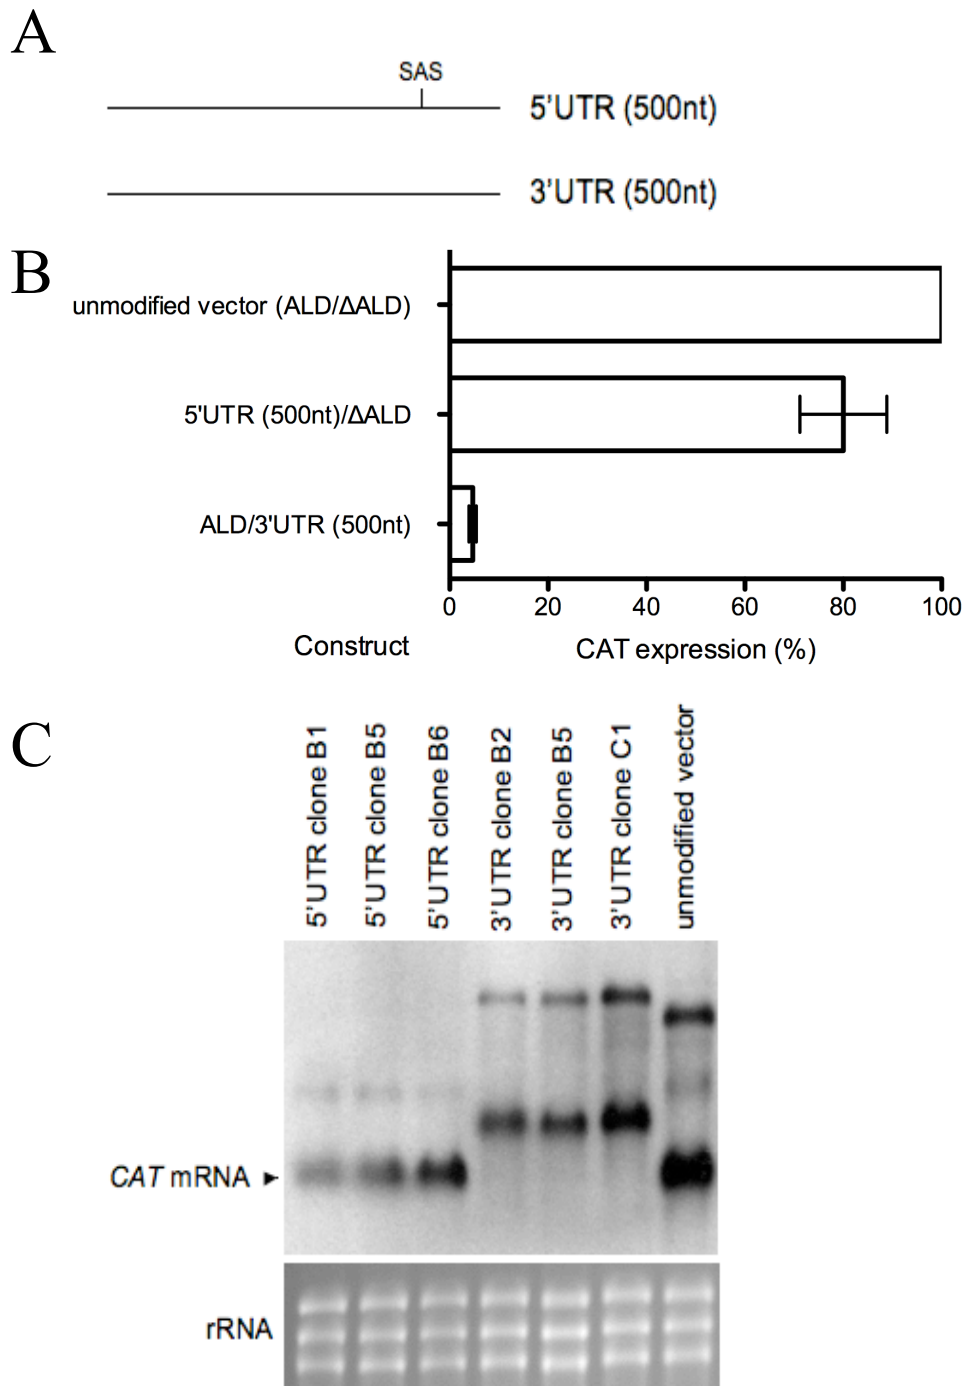 A
SAS
5'UTR (500nt)
3'UTR (500nt)
B
unmodified vector (ALD/ΔALD)
5'UTR (500nt)/ΔALD
ALD/3'UTR (500nt)
0 20 40 60 80 100
Construct
CAT expression (%)
C
5'UTR clone B1
5'UTR clone B5
5'UTR clone B6
3'UTR clone B2
3'UTR clone B5
3'UTR clone C1
unmodified vector
CAT mRNA
rRNA